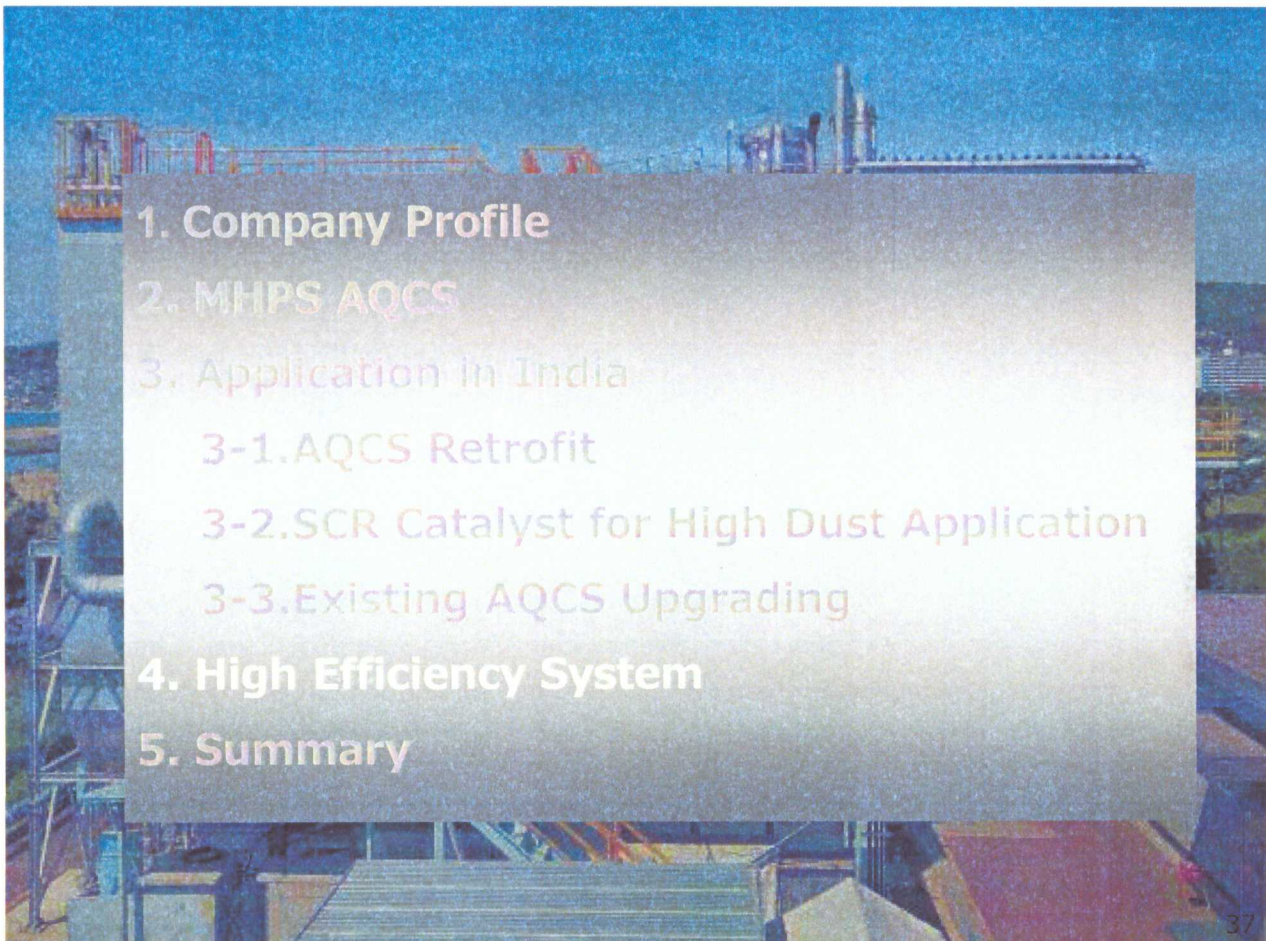 1. Company Profile
2. MHPS AQCS
3. Application in India
3-1.AQCS Retrofit
3-2.SCR Catalyst for High Dust Application
3-3.Existing AQCS Upgrading
4. High Efficiency System
5. Summary
37